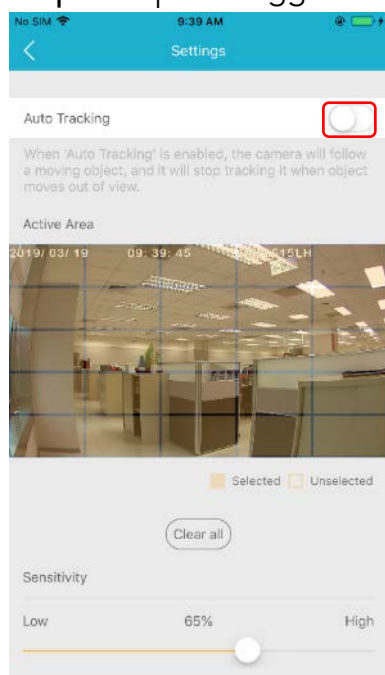 No SIM 9:39 AM
Settings
Auto Tracking
When 'Auto Tracking' is enabled, the camera will follow
a moving object, and it will stop tracking it when object
moves out of view.
Active Area
2019/ 03/ 19 09: 39: 45 515LH
Selected Unselected
Clear all
Sensitivity
Low 65% High